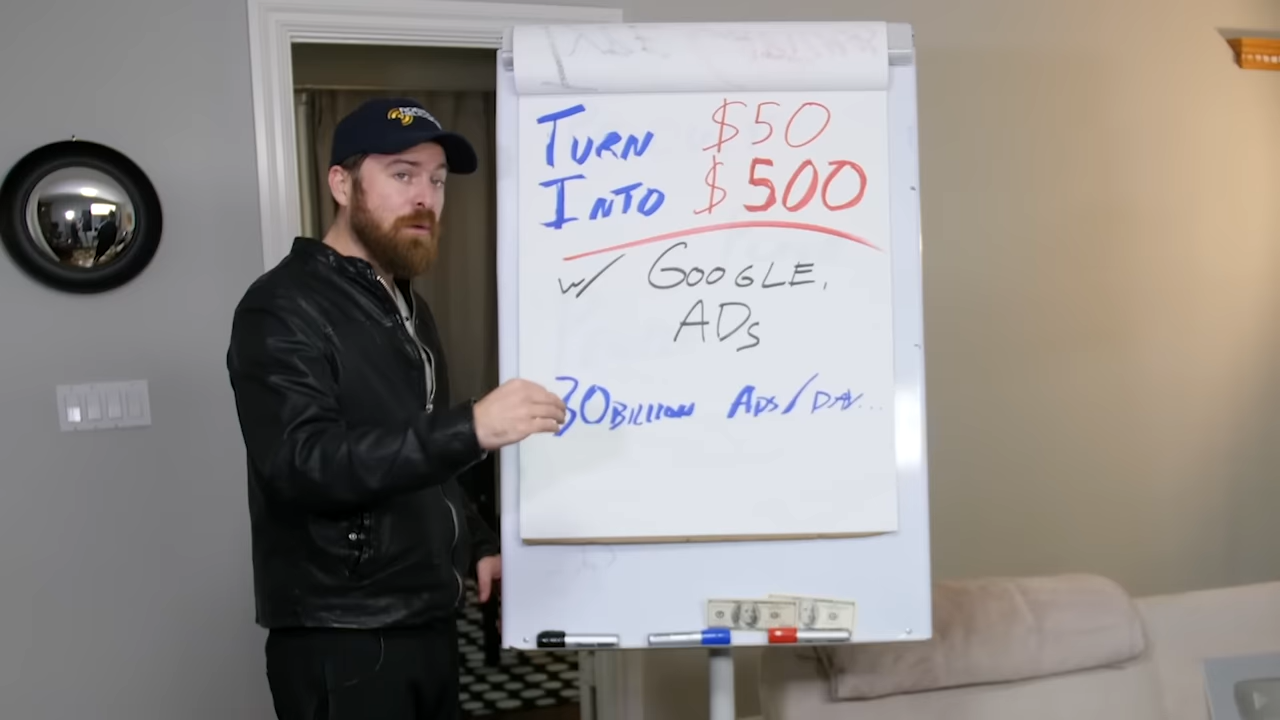 TURN $50
INTO $500
w/ GOOGLE,
ADs
30 BILLION ADs/DAY...